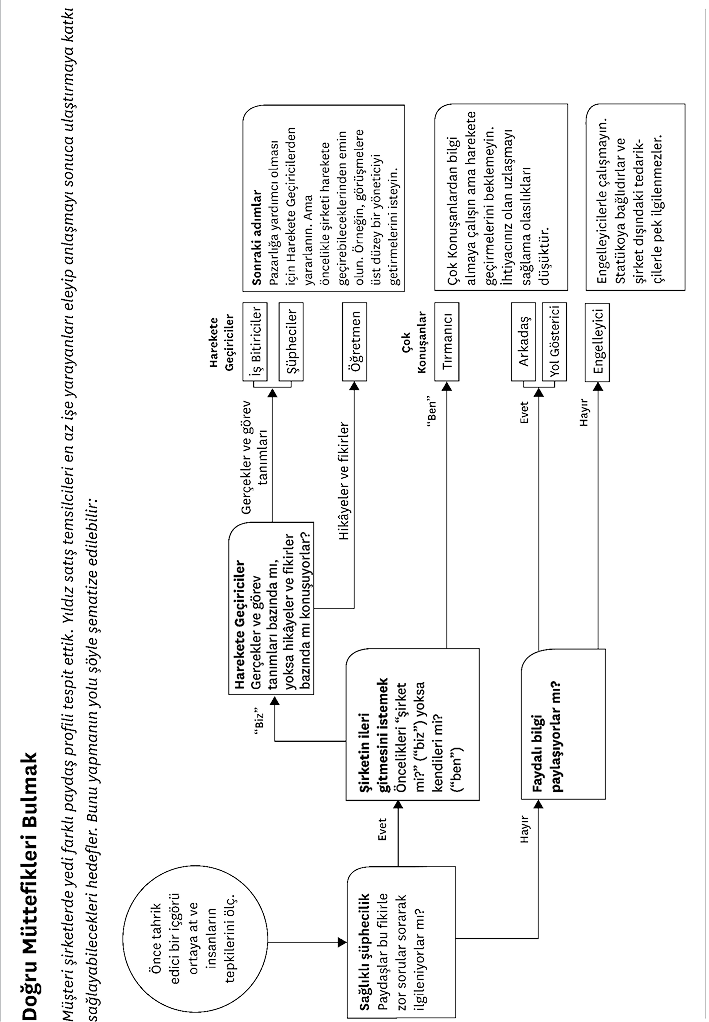 Doğru Müttefikleri Bulmak
Müşteri şirketlerde yedi farklı paydaş profili tespit ettik. Yıldız satış temsilcileri en az işe yarayanları eleyip anlaşmayı sonuca ulaştırmaya katkı
sağlayabilecekleri hedefler. Bunu yapmanın yolu şöyle şematize edilebilir:
Önce tahrik
edici bir içgörü
ortaya at ve
insanların
tepkilerini ölç.
Sağlıklı şüphecilik
Paydaşlar bu fikirle
zor sorular sorarak
ilgileniyorlar mı?
Evet
Hayır
Şirketin ileri
gitmesini istemek
Öncelikleri “şirket
mi?” (“biz”) yoksa
kendileri mi?
(“ben”)
Faydalı bilgi
paylaşıyorlar mı?
“Biz”
Harekete Geçiriciler
Gerçekler ve görev
tanımları bazında mı,
yoksa hikâyeler ve fikirler
bazında mı konuşuyorlar?
Gerçekler ve görev
tanımları
Hikâyeler ve fikirler
“Ben”
Evet
Hayır
Harekete
Geçiriciler
İş Bitiriciler
Şüpheciler
Öğretmen
Çok
Konuşanlar
Tırmanıcı
Arkadaş
Yol Gösterici
Engelleyici
Sonraki adımlar
Pazarlığa yardımcı olması
için Harekete Geçiricilerden
yararlanın. Ama
öncelikle şirketi harekete
geçirebileceklerinden emin
olun. Örneğin, görüşmelere
üst düzey bir yöneticiyi
getirmelerini isteyin.
Çok Konuşanlardan bilgi
almaya çalışın ama harekete
geçirmelerini beklemeyin.
İhtiyacınız olan uzlaşmayı
sağlama olasılıkları
düşüktür.
Engelleyicilerle çalışmayın.
Statükoya bağlıdırlar ve
şirket dışındaki tedarik-
çilerle pek ilgilenmezler.